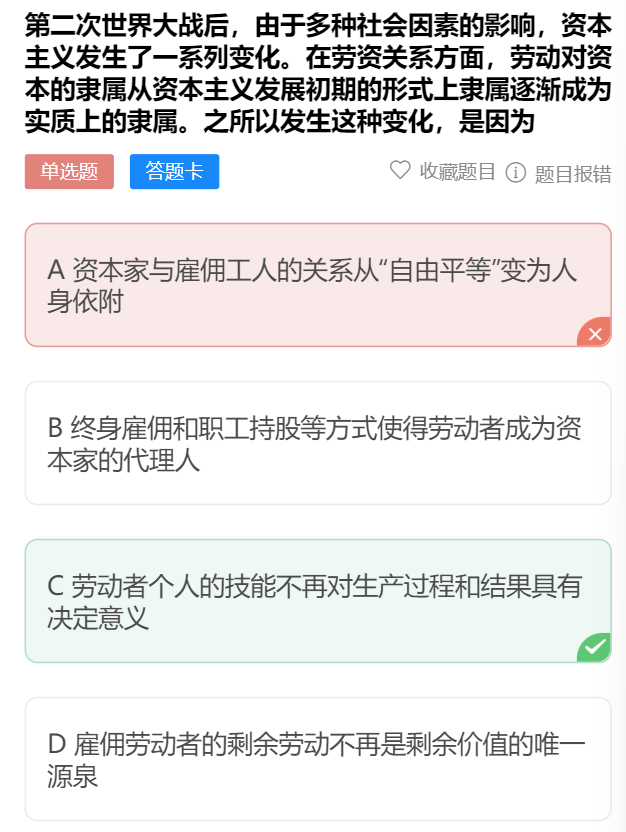 第二次世界大战后，由于多种社会因素的影响，资本
主义发生了一系列变化。在劳资关系方面，劳动对资
本的隶属从资本主义发展初期的形式上隶属逐渐成为
实质上的隶属。之所以发生这种变化，是因为
单选题 答题卡 收藏题目 题目报错
A 资本家与雇佣工人的关系从“自由平等”变为人
身依附
B 终身雇佣和职工持股等方式使得劳动者成为资
本家的代理人
C 劳动者个人的技能不再对生产过程和结果具有
决定意义
D 雇佣劳动者的剩余劳动不再是剩余价值的唯一
源泉